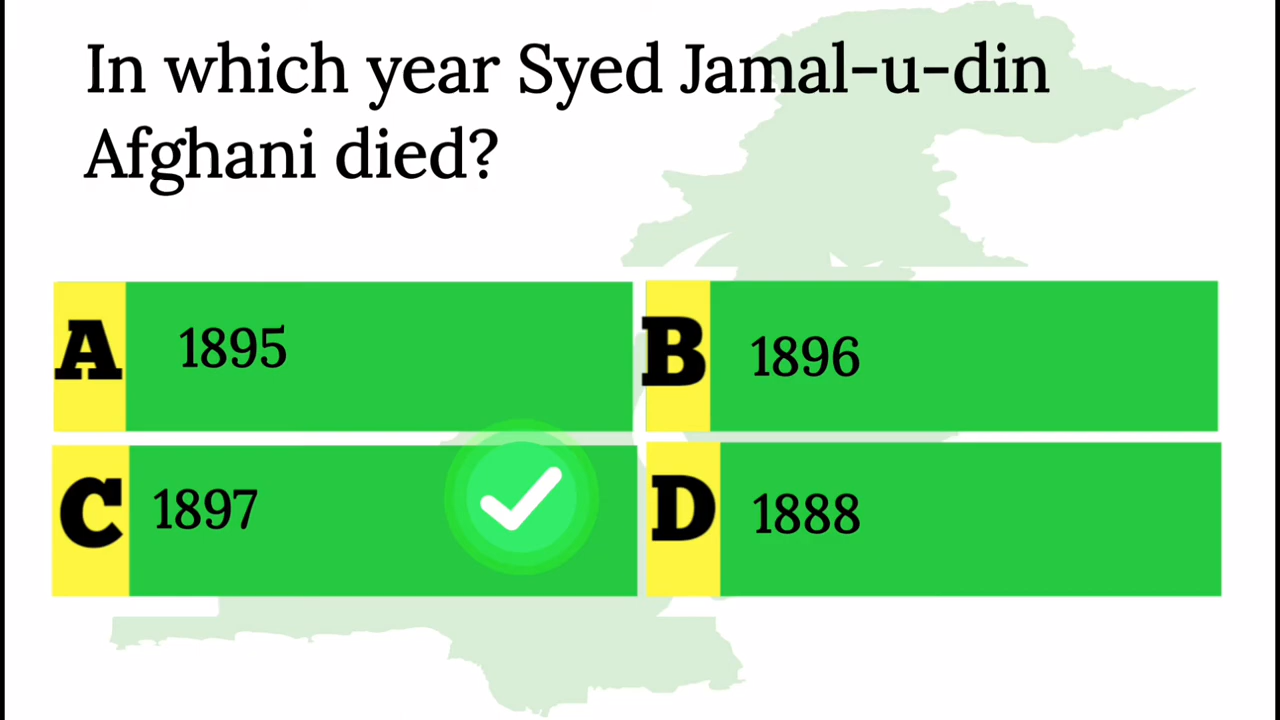 In which year Syed Jamal-u-din
Afghani died?
A 1895
B 1896
C 1897
D 1888